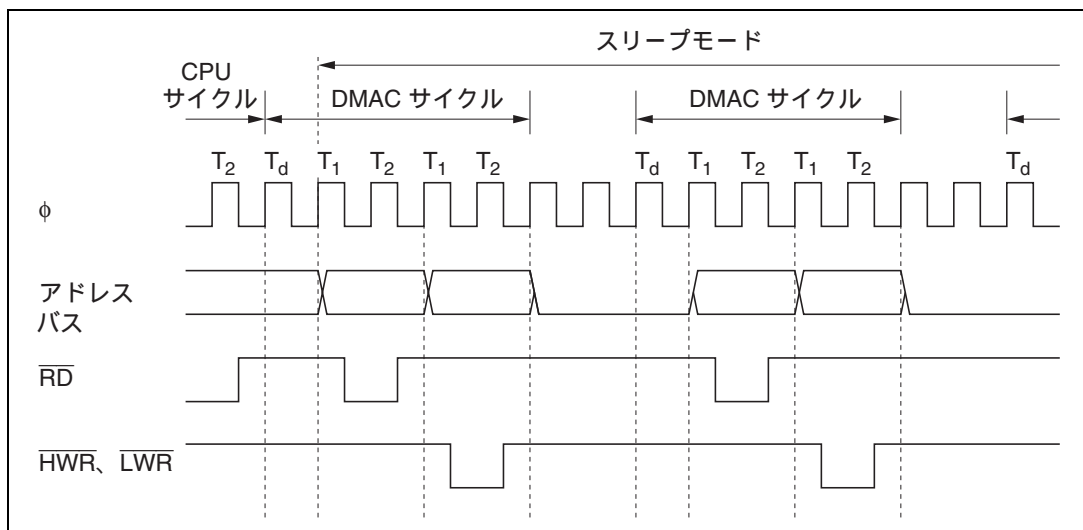 スリープモード
CPU
サイクル
DMAC サイクル
DMAC サイクル
T2 Td T1 T2 T1 T2 Td T1 T2 T1 T2 Td
φ
アドレス
バス
RD
HWR、LWR